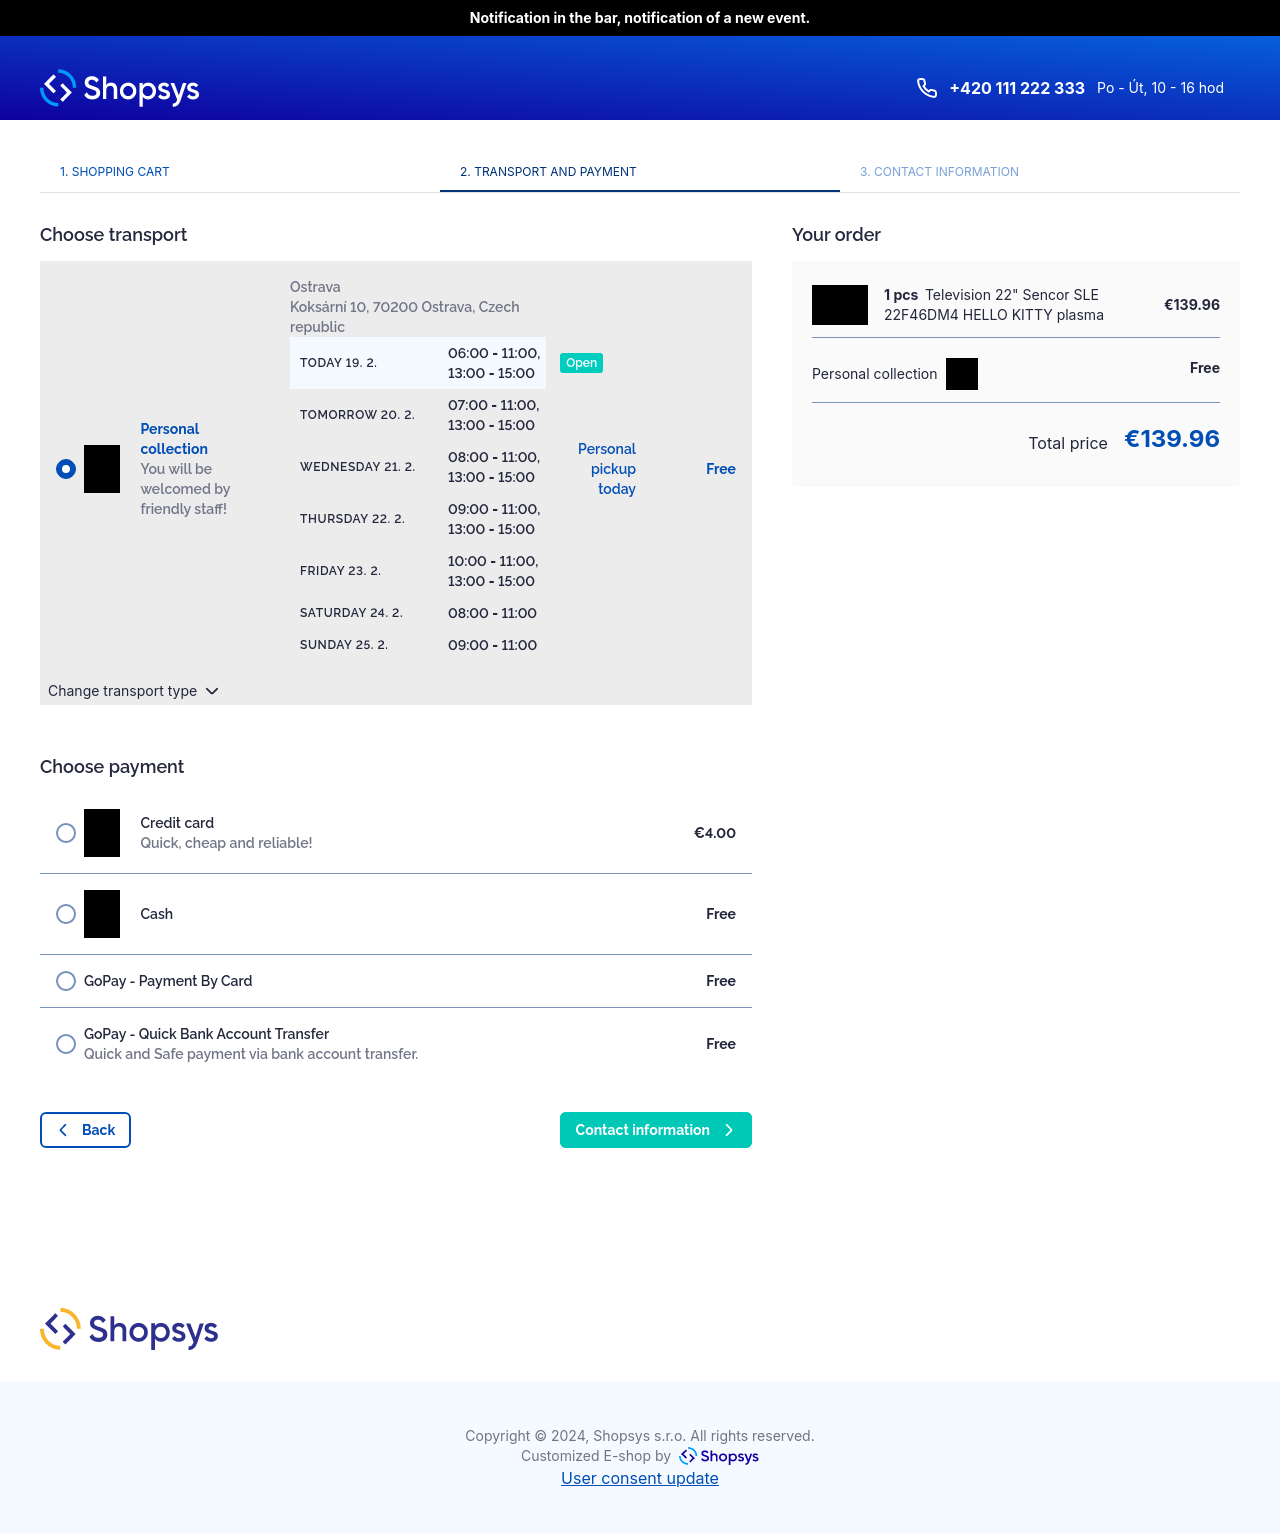 Notification in the bar, notification of a new event.
Shopsys
+420 111 222 333 Po - Út, 10 - 16 hod
1. SHOPPING CART
2. TRANSPORT AND PAYMENT
3. CONTACT INFORMATION
Choose transport
Personal
collection
You will be
welcomed by
friendly staff!
Ostrava
Koksární 10, 70200 Ostrava, Czech
republic
TODAY 19. 2.
06:00 - 11:00,
13:00 - 15:00
Open
TOMORROW 20. 2.
07:00 - 11:00,
13:00 - 15:00
WEDNESDAY 21. 2.
08:00 - 11:00,
13:00 - 15:00
THURSDAY 22. 2.
09:00 - 11:00,
13:00 - 15:00
FRIDAY 23. 2.
10:00 - 11:00,
13:00 - 15:00
SATURDAY 24. 2.
08:00 - 11:00
SUNDAY 25. 2.
09:00 - 11:00
Personal
pickup
today
Free
Change transport type
Your order
1 pcs Television 22" Sencor SLE
22F46DM4 HELLO KITTY plasma
€139.96
Personal collection
Free
Total price €139.96
Choose payment
Credit card
Quick, cheap and reliable!
€4.00
Cash
Free
GoPay - Payment By Card
Free
GoPay - Quick Bank Account Transfer
Quick and Safe payment via bank account transfer.
Free
Back
Contact information
Shopsys
Copyright © 2024, Shopsys s.r.o. All rights reserved.
Customized E-shop by Shopsys
User consent update